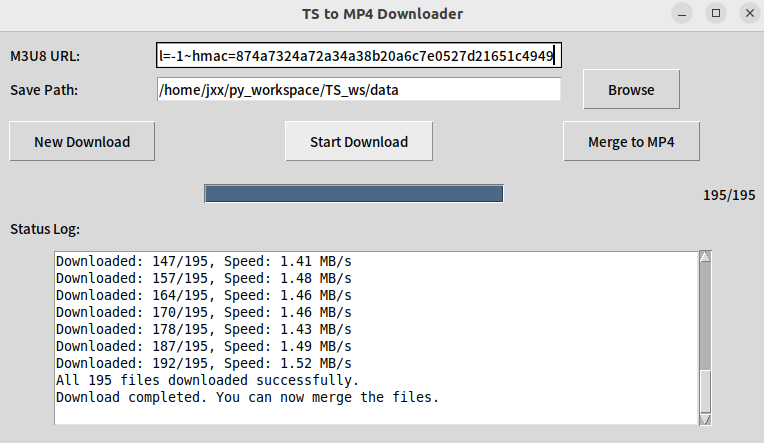 TS to MP4 Downloader
M3U8 URL: l=-1~hmac=874a7324a72a34a38b20a6c7e0527d21651c4949
Save Path: /home/jxx/py_workspace/TS_ws/data Browse
New Download Start Download Merge to MP4
195/195
Status Log:
Downloaded: 147/195, Speed: 1.41 MB/s
Downloaded: 157/195, Speed: 1.48 MB/s
Downloaded: 164/195, Speed: 1.46 MB/s
Downloaded: 170/195, Speed: 1.46 MB/s
Downloaded: 178/195, Speed: 1.43 MB/s
Downloaded: 187/195, Speed: 1.49 MB/s
Downloaded: 192/195, Speed: 1.52 MB/s
All 195 files downloaded successfully.
Download completed. You can now merge the files.